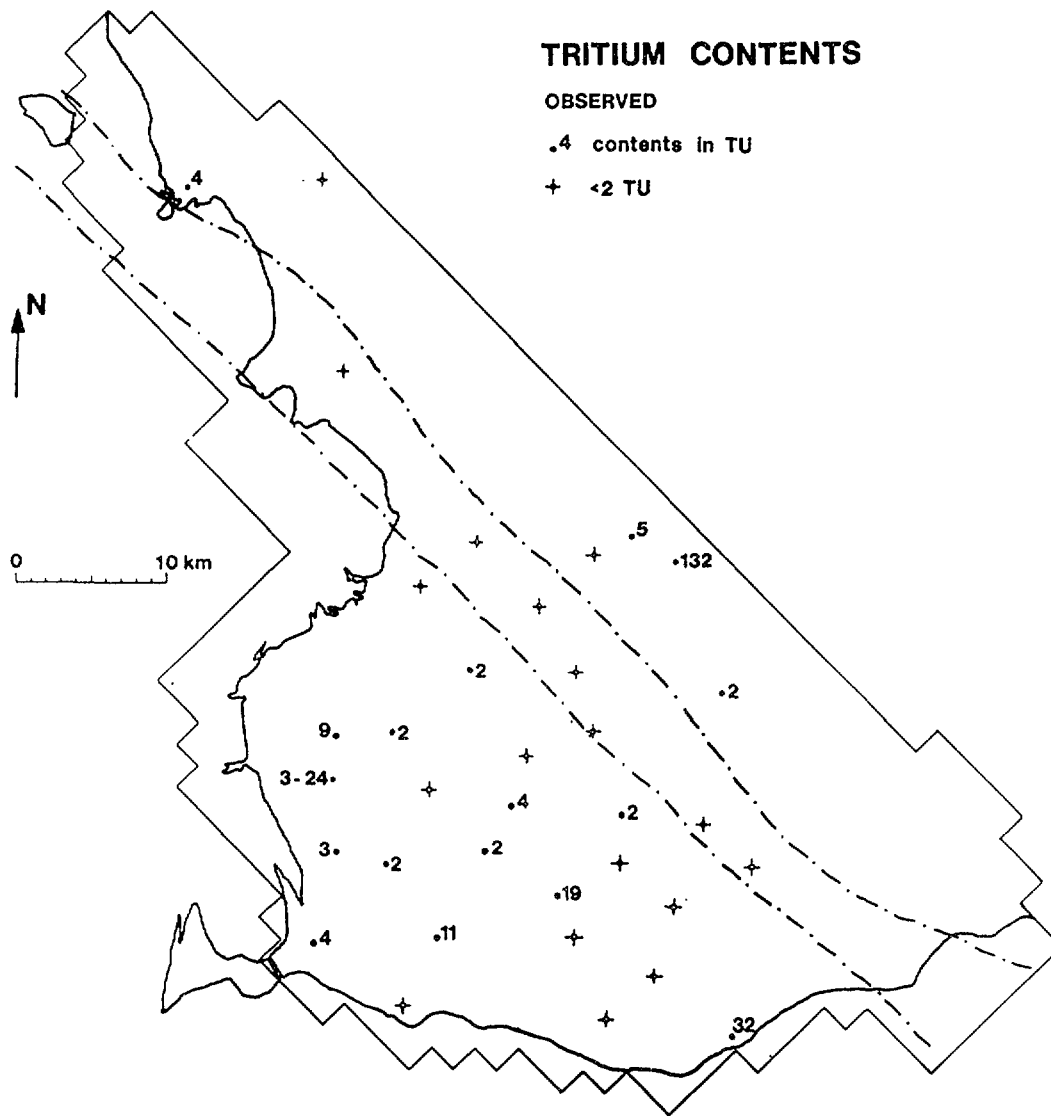 TRITIUM CONTENTS
OBSERVED
.4 contents in TU
<2 TU
.4
N
0 10 km
.5
.132
.2
.2
9.
.2
3-24.
.4
.2
3.
.2
.2
.19
.4
.11
32